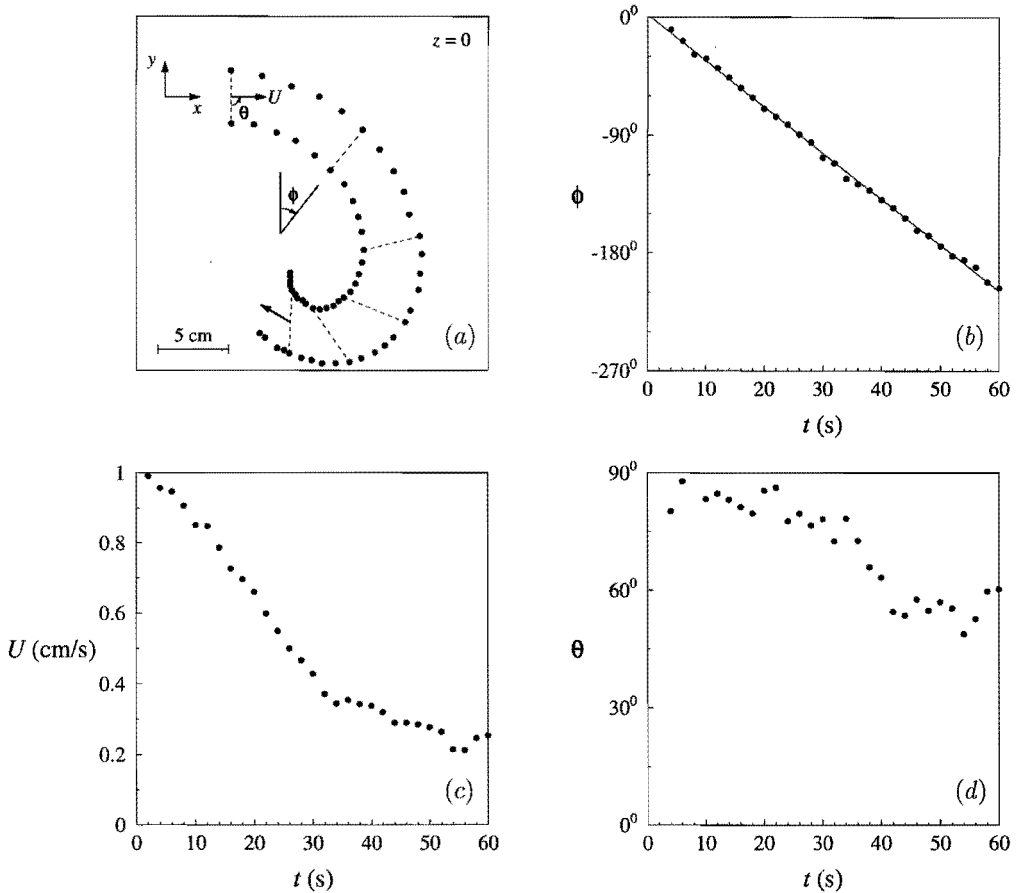 z = 0
y
x
U
θ
ϕ
5 cm
(a)
0⁰
-90⁰
-180⁰
-270⁰
ϕ
0 10 20 30 40 50 60
t (s)
(b)
1
0.8
0.6
0.4
0.2
0
U (cm/s)
0 10 20 30 40 50 60
t (s)
(c)
90⁰
60⁰
30⁰
0⁰
θ
0 10 20 30 40 50 60
t (s)
(d)